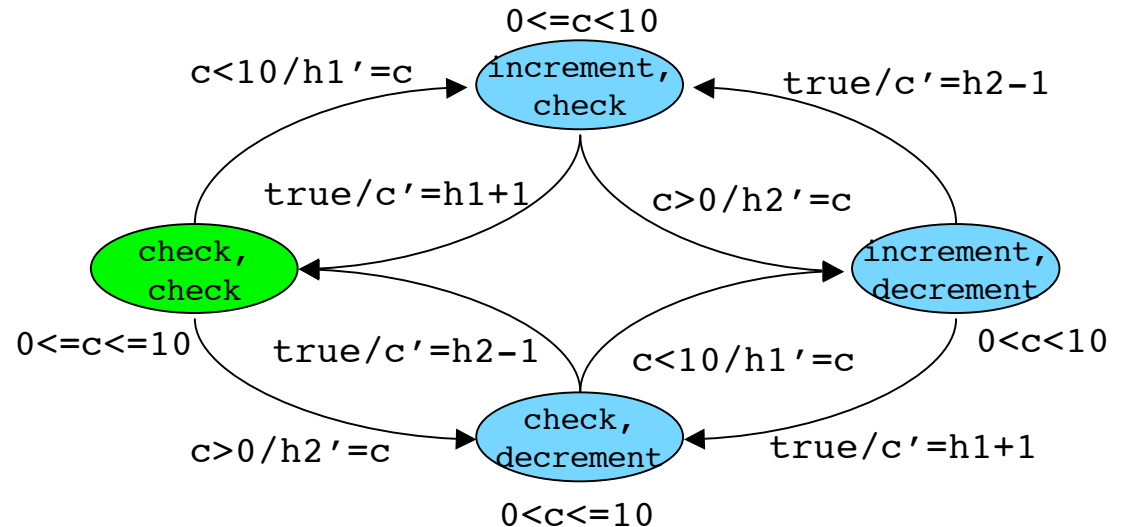 0<=c<10
c<10/h1′=c
increment,
check
true/c′=h2-1
true/c′=h1+1
c>0/h2′=c
check,
check
increment,
decrement
0<=c<=10
true/c′=h2-1
c<10/h1′=c
0<c<10
c>0/h2′=c
check,
decrement
true/c′=h1+1
0<c<=10